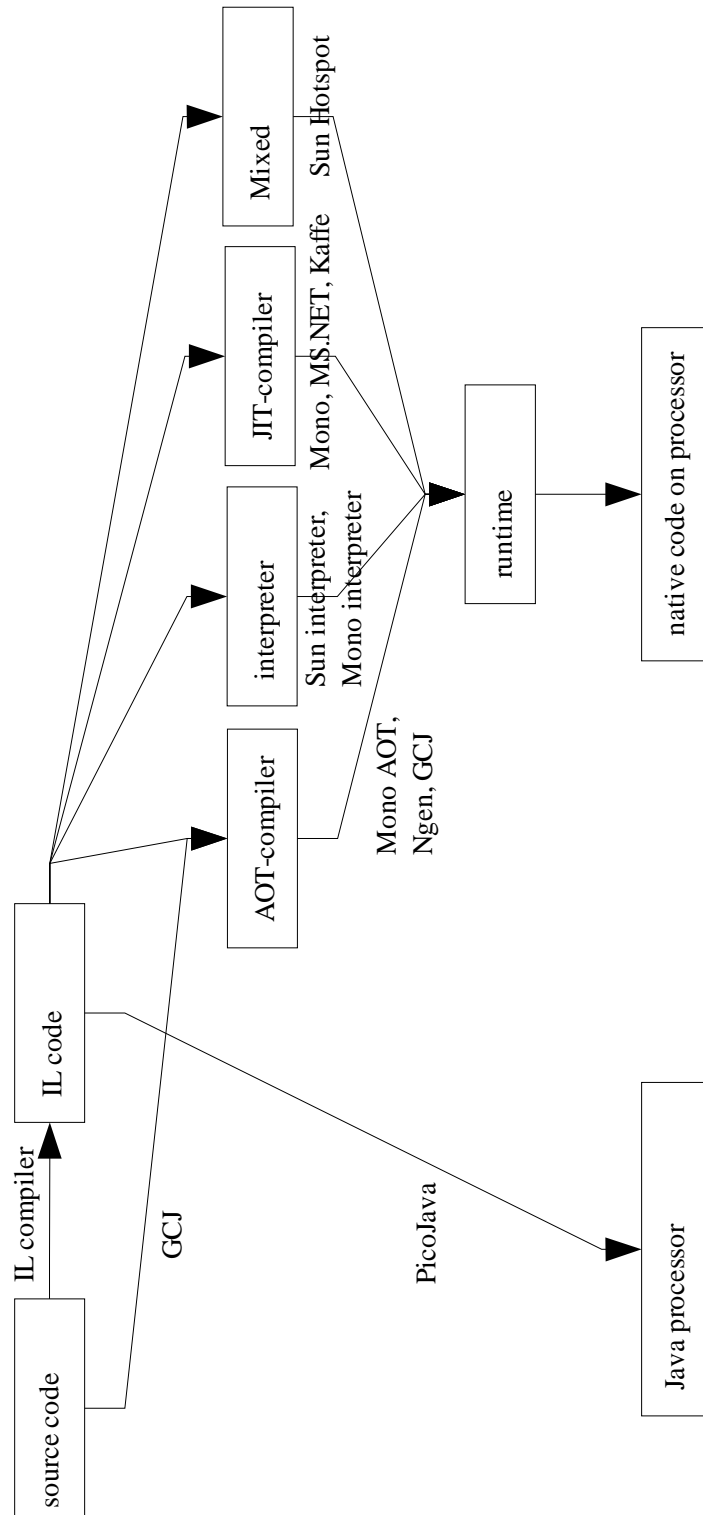 source code
IL compiler
IL code
GCJ
AOT-compiler
interpreter
JIT-compiler
Mixed
Sun interpreter,
Mono interpreter
Mono, MS.NET, Kaffe
Sun Hotspot
Mono AOT,
Ngen, GCJ
PicoJava
runtime
Java processor
native code on processor